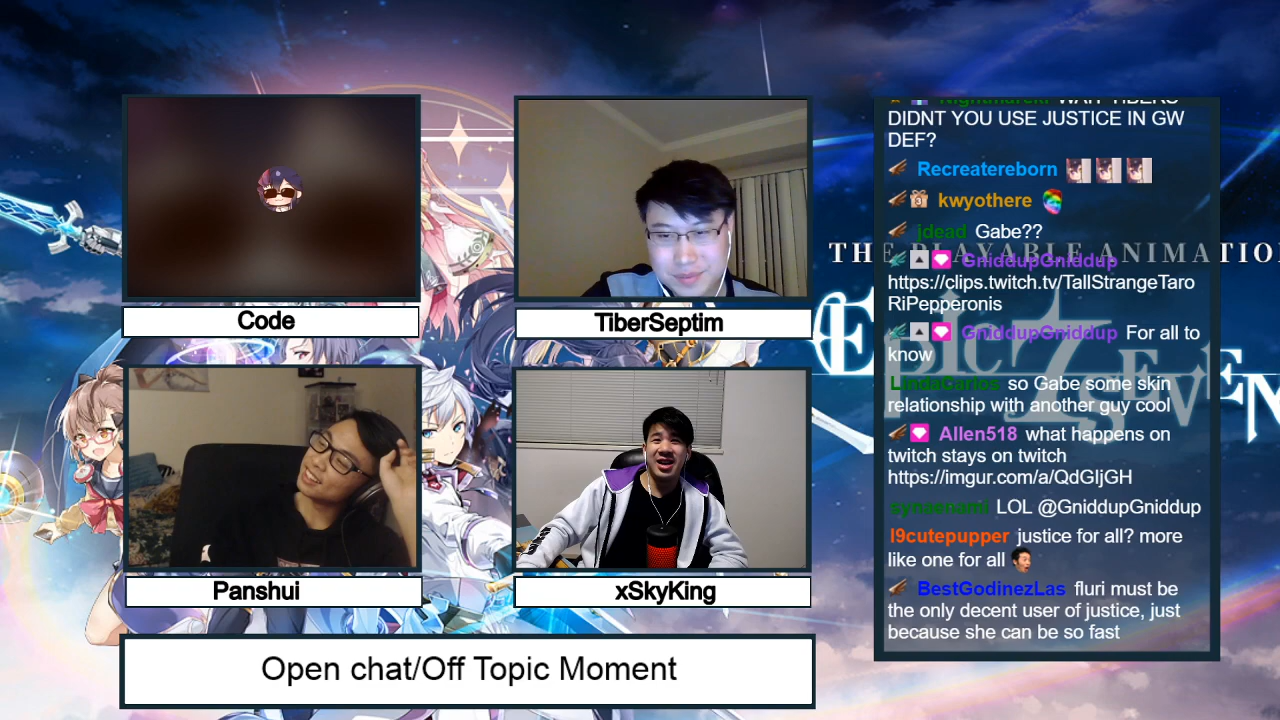 DIDNT YOU USE JUSTICE IN GW
DEF?
Recreatereborn
kwyothere
jdead Gabe??
THE PLAYABLE ANIMATIO
GniddupGniddup
https://clips.twitch.tv/TallStrangeTaro
RiPepperonis
GniddupGniddup For all to
know
EPIC SEVEN
LindaCarlos so Gabe some skin
relationship with another guy cool
Allen518 what happens on
twitch stays on twitch
https://imgur.com/a/QdGIjGH
LOL @GniddupGniddup
l9cutepupper justice for all? more
like one for all
BestGodinezLas fluri must be
the only decent user of justice, just
because she can be so fast
Code
TiberSeptim
Panshui
xSkyKing
Open chat/Off Topic Moment